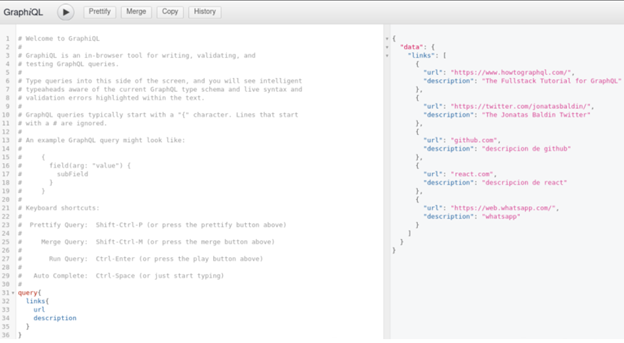 GraphiQL Prettify Merge Copy History
1 # Welcome to GraphiQL
2 #
3 # GraphiQL is an in-browser tool for writing, validating, and
4 # testing GraphQL queries.
5 #
6 # Type queries into this side of the screen, and you will see intelligent
7 # typeaheads aware of the current GraphQL type schema and live syntax and
8 # validation errors highlighted within the text.
9 #
10 # GraphQL queries typically start with a "{" character. Lines that start
11 # with a # are ignored.
12 #
13 # An example GraphQL query might look like:
14 #
15 #     {
16 #       field(arg: "value") {
17 #         subField
18 #       }
19 #     }
20 #
21 # Keyboard shortcuts:
22 #
23 #  Prettify Query:  Shift-Ctrl-P (or press the prettify button above)
24 #
25 #     Merge Query:  Shift-Ctrl-M (or press the merge button above)
26 #
27 #       Run Query:  Ctrl-Enter (or press the play button above)
28 #
29 #   Auto Complete:  Ctrl-Space (or just start typing)
30 #
31 query{
32   links{
33     url
34     description
35   }
36 }
{
  "data": {
    "links": [
      {
        "url": "https://www.howtographql.com/",
        "description": "The Fullstack Tutorial for GraphQL"
      },
      {
        "url": "https://twitter.com/jonatasbaldin/",
        "description": "The Jonatas Baldin Twitter"
      },
      {
        "url": "github.com",
        "description": "descripcion de github"
      },
      {
        "url": "react.com",
        "description": "descripcion de react"
      },
      {
        "url": "https://web.whatsapp.com/",
        "description": "whatsapp"
      }
    ]
  }
}